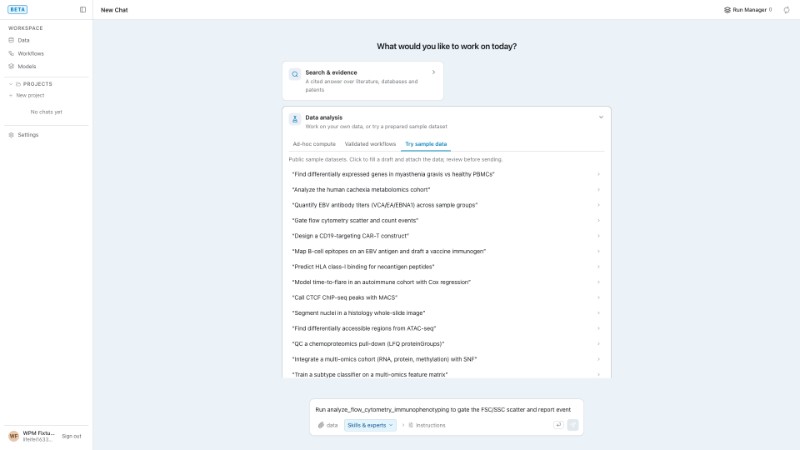 BETA
New Chat
Run Manager 0
WORKSPACE
Data
Workflows
Models
PROJECTS
+ New project
No chats yet
Settings
What would you like to work on today?
Search & evidence
A cited answer over literature, databases and
patents
Data analysis
Work on your own data, or try a prepared sample dataset
Ad-hoc compute Validated workflows Try sample data
Public sample datasets. Click to fill a draft and attach the data; review before sending.
"Find differentially expressed genes in myasthenia gravis vs healthy PBMCs"
"Analyze the human cachexia metabolomics cohort"
"Quantify EBV antibody titers (VCA/EA/EBNA1) across sample groups"
"Gate flow cytometry scatter and count events"
"Design a CD19-targeting CAR-T construct"
"Map B-cell epitopes on an EBV antigen and draft a vaccine immunogen"
"Predict HLA class-I binding for neoantigen peptides"
"Model time-to-flare in an autoimmune cohort with Cox regression"
"Call CTCF ChIP-seq peaks with MACS"
"Segment nuclei in a histology whole-slide image"
"Find differentially accessible regions from ATAC-seq"
"QC a chemoproteomics pull-down (LFQ proteinGroups)"
"Integrate a multi-omics cohort (RNA, protein, methylation) with SNF"
"Train a subtype classifier on a multi-omics feature matrix"
Run analyze_flow_cytometry_immunophenotyping to gate the FSC/SSC scatter and report event
data Skills & experts Instructions
WF WPM Fixtu... Sign out